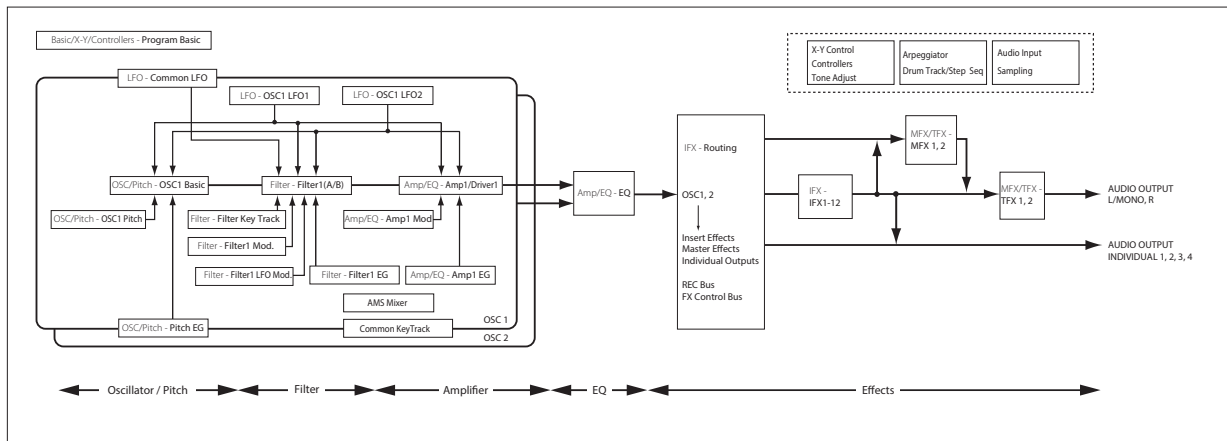 Basic/X-Y/Controllers - Program Basic
X-Y Control
Controllers
Tone Adjust
Arpeggiator
Drum Track/Step Seq
Audio Input
Sampling
LFO - Common LFO
LFO - OSC1 LFO1
LFO - OSC1 LFO2
OSC/Pitch - OSC1 Basic
Filter - Filter1(A/B)
Amp/EQ - Amp1/Driver1
OSC/Pitch - OSC1 Pitch
Filter - Filter Key Track
Amp/EQ - Amp1 Mod
Filter - Filter1 Mod.
Filter - Filter1 LFO Mod.
Filter - Filter1 EG
Amp/EQ - Amp1 EG
AMS Mixer
OSC/Pitch - Pitch EG
Common KeyTrack
OSC 1
OSC 2
Amp/EQ - EQ
IFX - Routing
OSC1, 2
Insert Effects
Master Effects
Individual Outputs
REC Bus
FX Control Bus
IFX -
IFX1-12
MFX/TFX -
MFX 1, 2
MFX/TFX -
TFX 1, 2
AUDIO OUTPUT
L/MONO, R
AUDIO OUTPUT
INDIVIDUAL 1, 2, 3, 4
Oscillator / Pitch
Filter
Amplifier
EQ
Effects